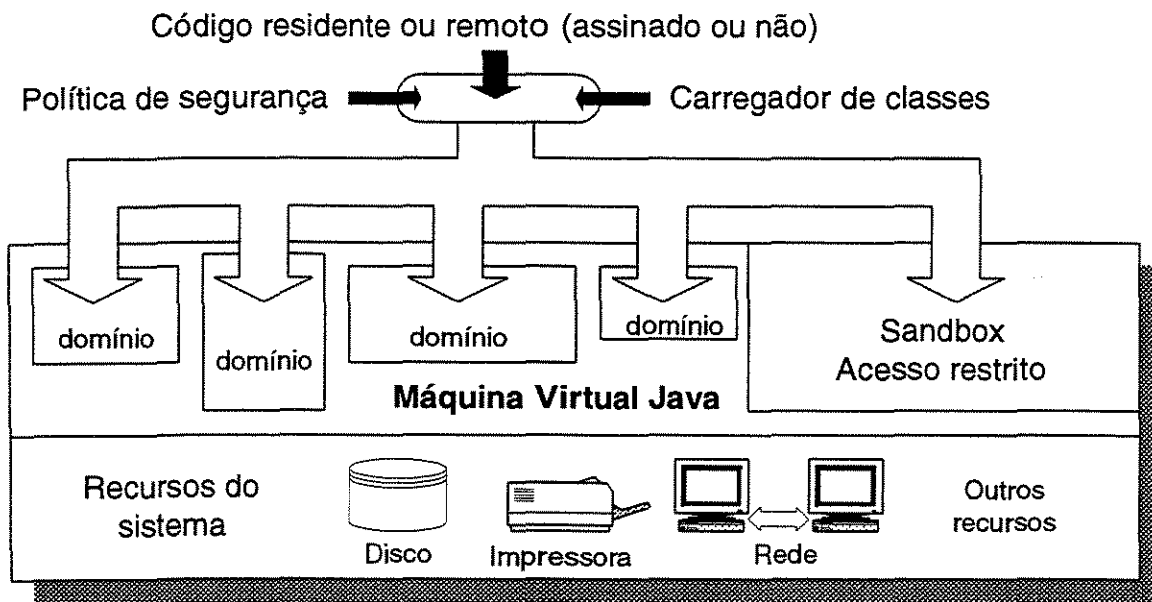 Código residente ou remoto (assinado ou não)
Política de segurança
Carregador de classes
domínio
domínio
domínio
domínio
Sandbox
Acesso restrito
Máquina Virtual Java
Recursos do
sistema
Disco
Impressora
Rede
Outros
recursos